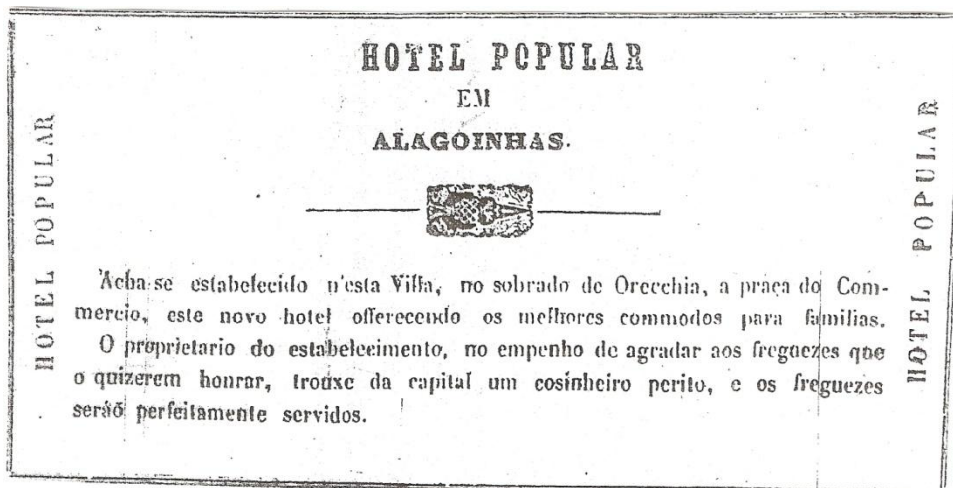 HOTEL POPULAR
EM
ALAGOINHAS.
HOTEL POPULAR
Acha-se estabelecido n'esta Villa, no sobrado de Orecchia, a praça do Com-
mercio, este novo hotel offerecendo os melhores commodos para familias.
O proprietario do estabelecimento, no empenho de agradar aos freguezes que
o quizerem honrar, trouxe da capital um cosinheiro perito, e os freguezes
serão perfeitamente servidos.
HOTEL POPULAR